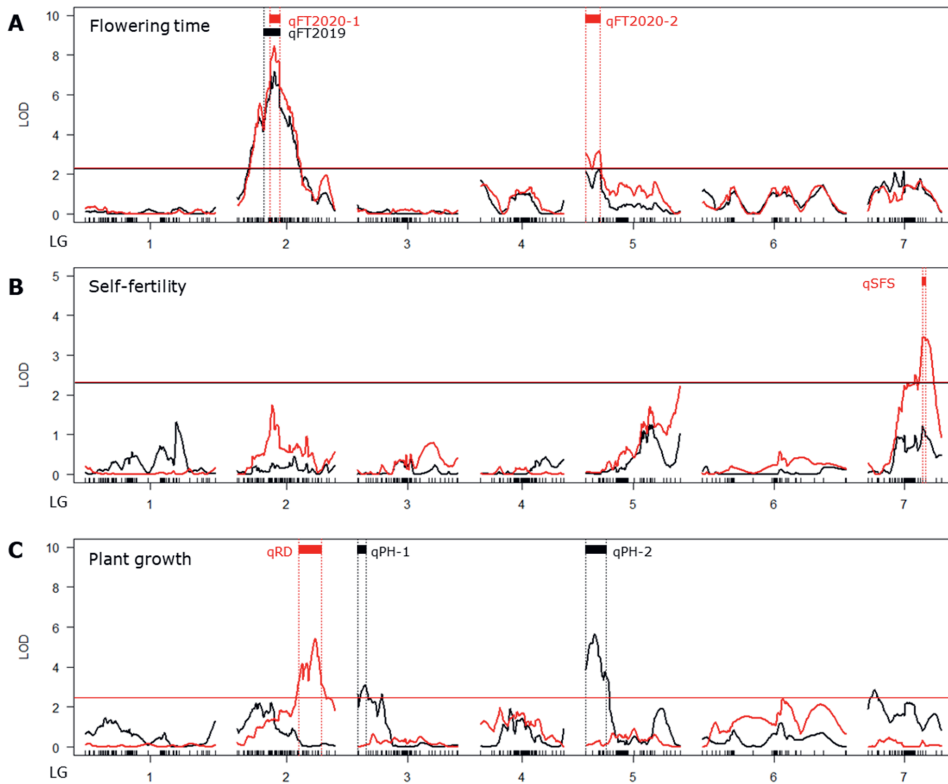 A
Flowering time
qFT2020-1
qFT2019
qFT2020-2
LOD
10
8
6
4
2
0
LG
1 2 3 4 5 6 7
B
Self-fertility
qSFS
LOD
5
4
3
2
1
0
LG
1 2 3 4 5 6 7
C
Plant growth
qRD
qPH-1
qPH-2
LOD
10
8
6
4
2
0
LG
1 2 3 4 5 6 7